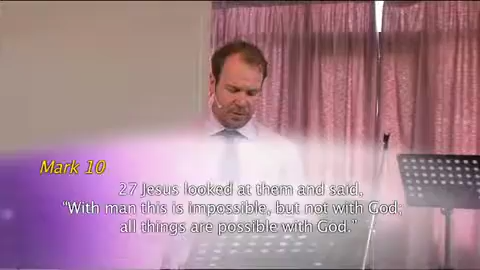 Mark 10
27 Jesus looked at them and said,
"With man this is impossible, but not with God;
all things are possible with God."